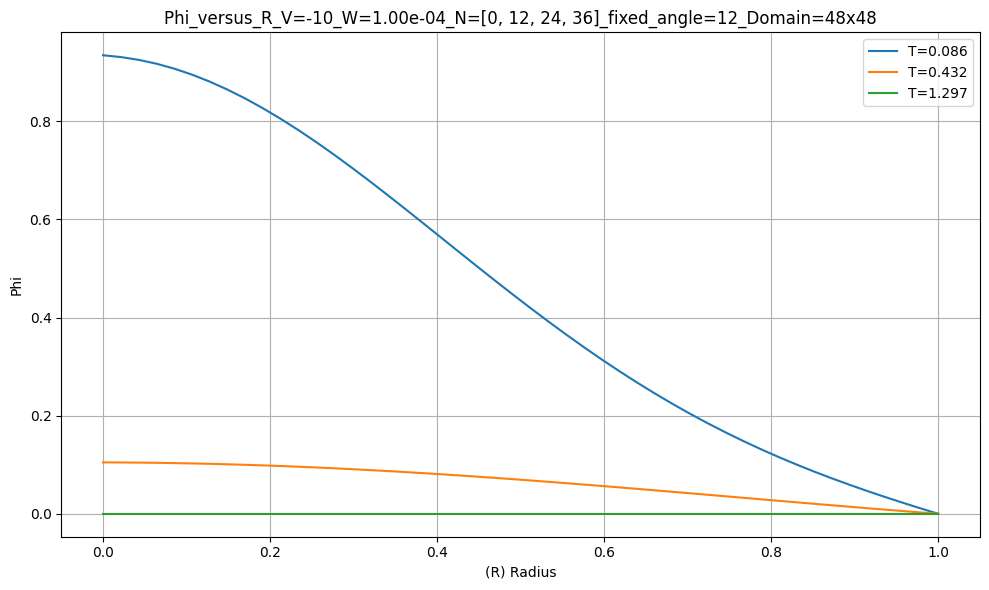 Phi_versus_R_V=-10_W=1.00e-04_N=[0, 12, 24, 36]_fixed_angle=12_Domain=48x48
T=0.086
T=0.432
T=1.297
0.8
0.6
0.4
0.2
0.0
Phi
0.0 0.2 0.4 0.6 0.8 1.0
(R) Radius